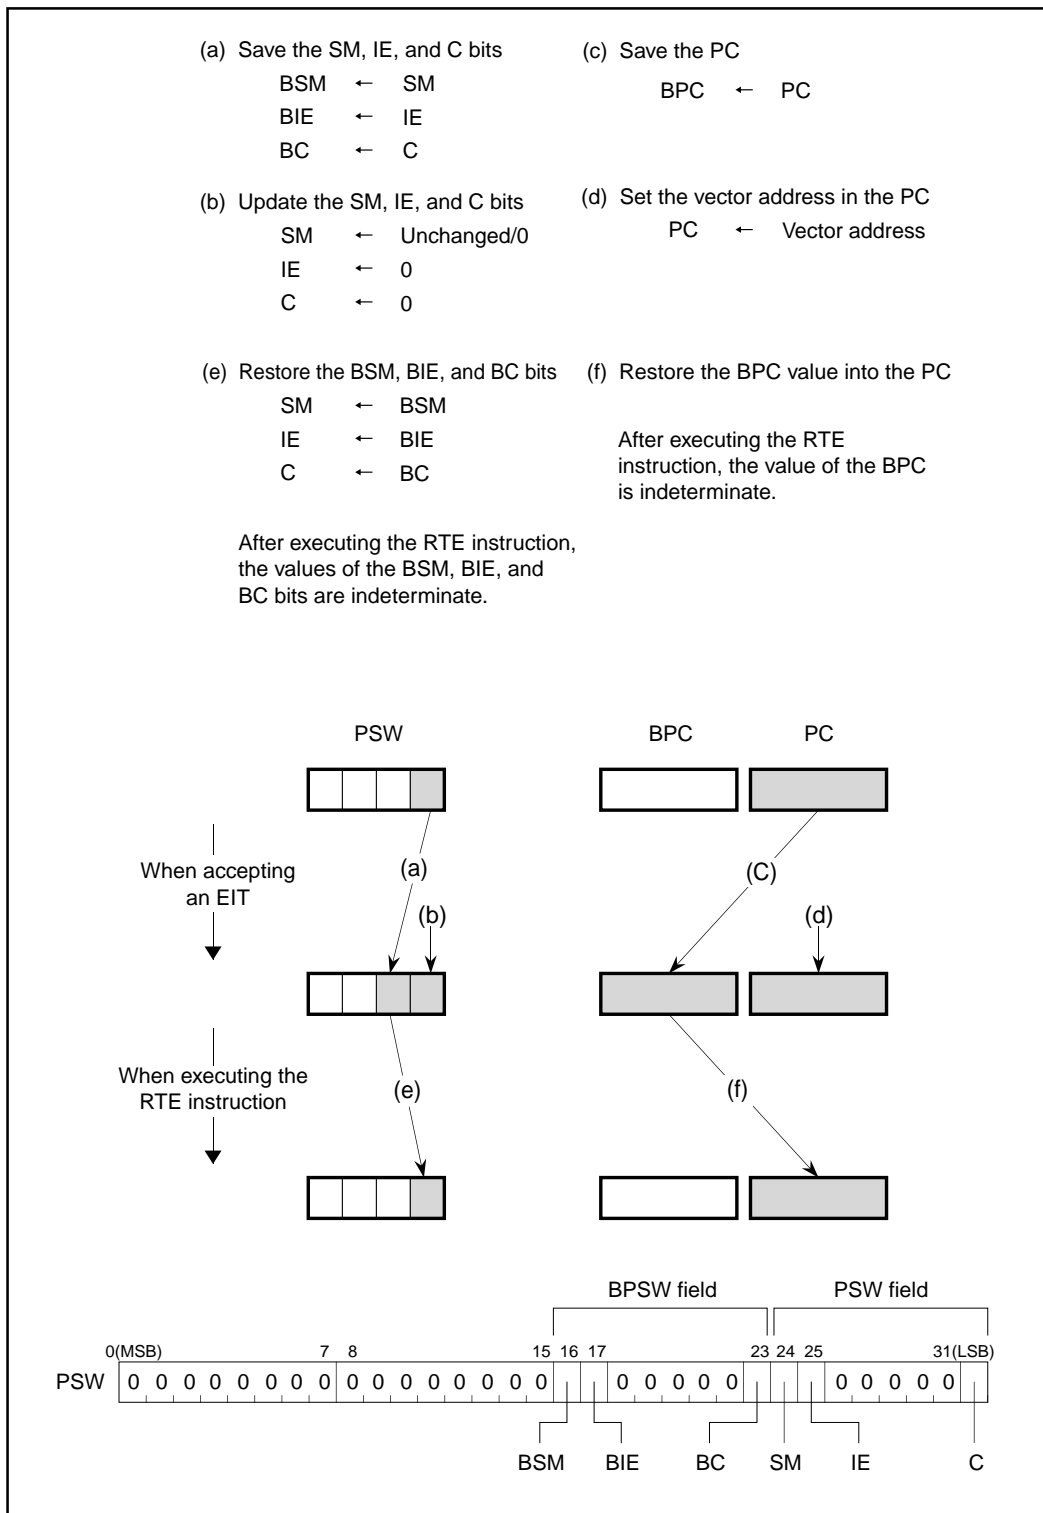 (a) Save the SM, IE, and C bits
BSM ← SM
BIE ← IE
BC ← C
(c) Save the PC
BPC ← PC
(b) Update the SM, IE, and C bits
SM ← Unchanged/0
IE ← 0
C ← 0
(d) Set the vector address in the PC
PC ← Vector address
(e) Restore the BSM, BIE, and BC bits
SM ← BSM
IE ← BIE
C ← BC
After executing the RTE instruction,
the values of the BSM, BIE, and
BC bits are indeterminate.
(f) Restore the BPC value into the PC
After executing the RTE
instruction, the value of the BPC
is indeterminate.
PSW BPC PC
When accepting
an EIT
(a) (C)
(b) (d)
When executing the
RTE instruction
(e) (f)
BPSW field PSW field
0(MSB) 7 8 15 16 17 23 24 25 31(LSB)
PSW 0 0 0 0 0 0 0 0 0 0 0 0 0 0 0 0 0 0 0 0 0 0 0 0 0 0
BSM BIE BC SM IE C